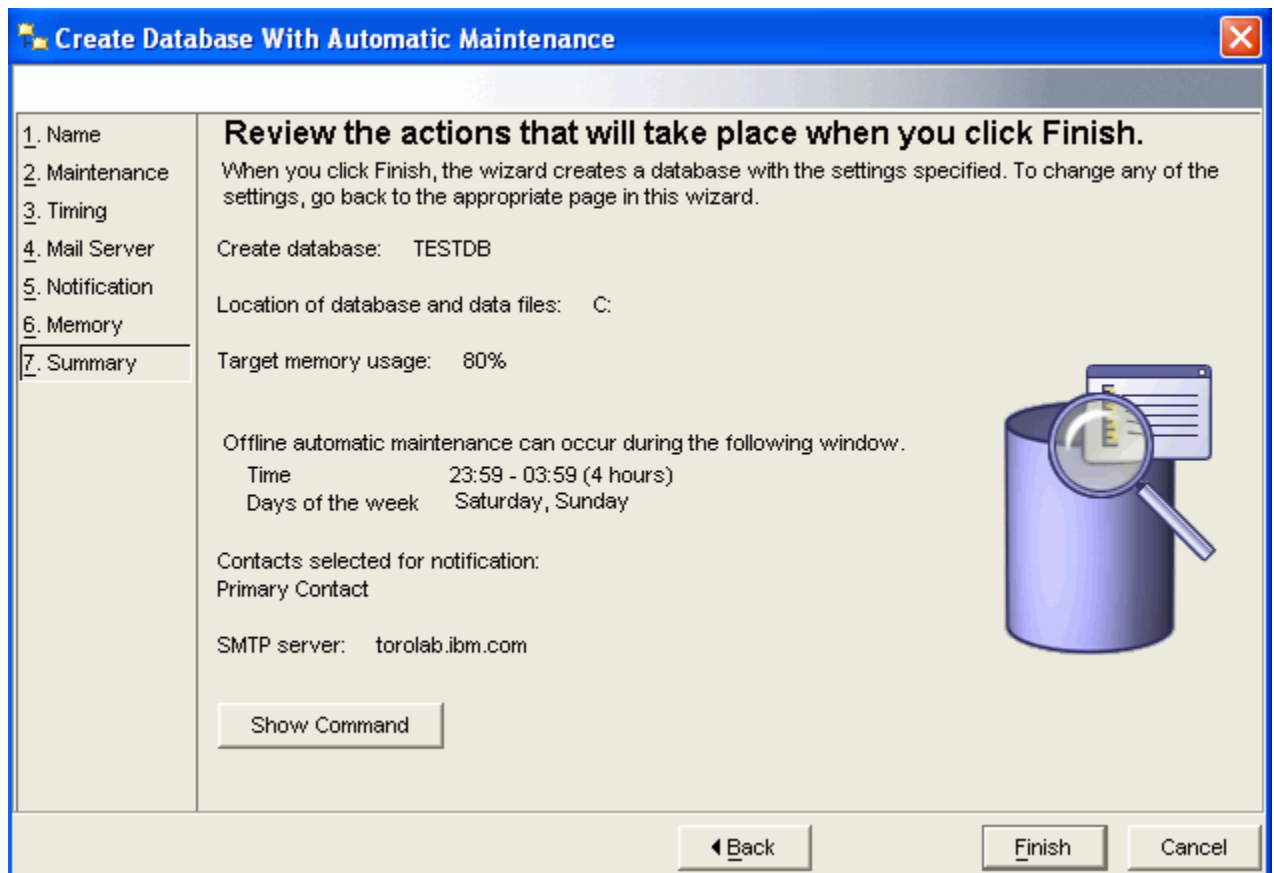 Create Database With Automatic Maintenance
1. Name
2. Maintenance
3. Timing
4. Mail Server
5. Notification
6. Memory
7. Summary
Review the actions that will take place when you click Finish.
When you click Finish, the wizard creates a database with the settings specified. To change any of the
settings, go back to the appropriate page in this wizard.
Create database: TESTDB
Location of database and data files: C:
Target memory usage: 80%
Offline automatic maintenance can occur during the following window.
Time 23:59 - 03:59 (4 hours)
Days of the week Saturday, Sunday
Contacts selected for notification:
Primary Contact
SMTP server: torolab.ibm.com
Show Command
Back Finish Cancel